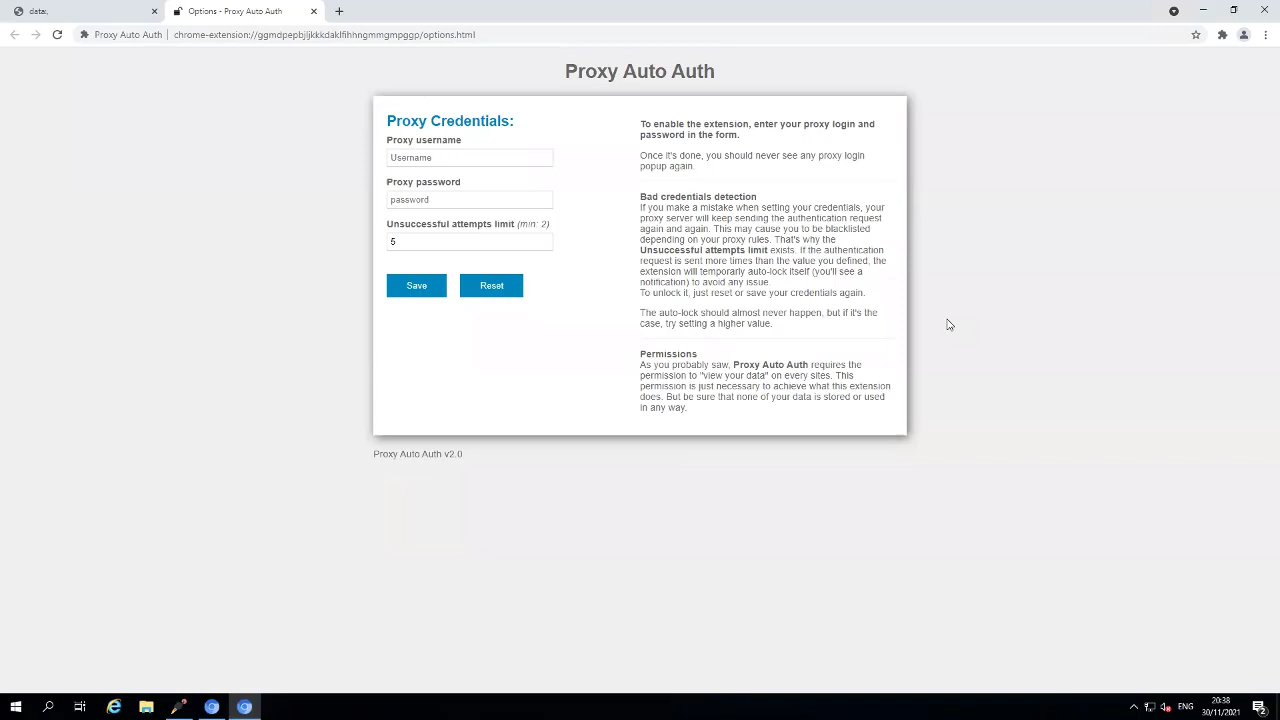 data;
Options - Proxy Auto Auth
Proxy Auto Auth
chrome-extension://ggmdpepbjljkkkdaklfihhngmmgmpggp/options.html
Proxy Auto Auth
Proxy Credentials:
Proxy username
Username
Proxy password
password
Unsuccessful attempts limit (min: 2)
5
Save
Reset
To enable the extension, enter your proxy login and
password in the form.
Once it's done, you should never see any proxy login
popup again.
Bad credentials detection
If you make a mistake when setting your credentials, your
proxy server will keep sending the authentication request
again and again. This may cause you to be blacklisted
depending on your proxy rules. That's why the
Unsuccessful attempts limit exists. If the authentication
request is sent more times than the value you defined, the
extension will temporarly auto-lock itself (you'll see a
notification) to avoid any issue.
To unlock it, just reset or save your credentials again.
The auto-lock should almost never happen, but if it's the
case, try setting a higher value.
Permissions
As you probably saw, Proxy Auto Auth requires the
permission to "view your data" on every sites. This
permission is just necessary to achieve what this extension
does. But be sure that none of your data is stored or used
in any way.
Proxy Auto Auth v2.0
ENG
20:38
30/11/2021
2